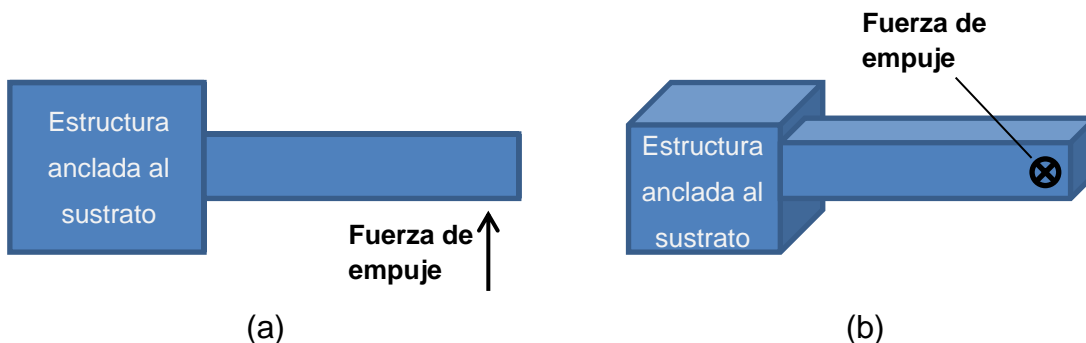 Estructura
anclada al
sustrato
Fuerza de
empuje
(a)
Fuerza de
empuje
Estructura
anclada al
sustrato
(b)